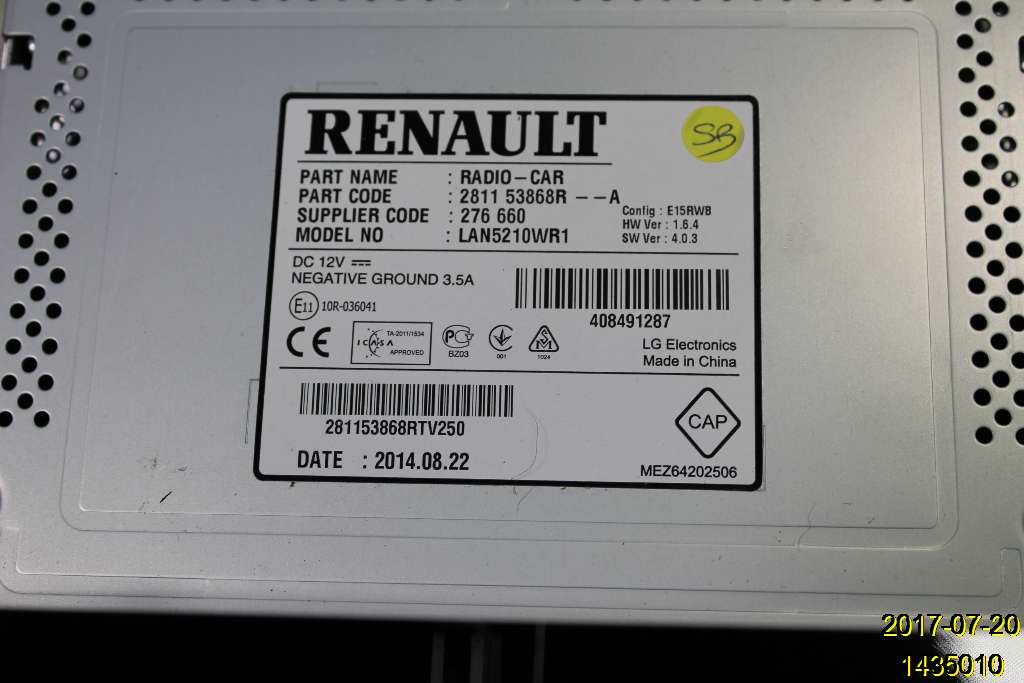 RENAULT
SB
PART NAME : RADIO-CAR
PART CODE : 2811 53868R --A
SUPPLIER CODE : 276 660
MODEL NO : LAN5210WR1
Config : E15RWB
HW Ver : 1.6.4
SW Ver : 4.0.3
DC 12V
NEGATIVE GROUND 3.5A
E11 10R-036041
408491287
CE
ICASA
TA-2011/1534
APPROVED
PC
BZ03
001
1024
LG Electronics
Made in China
281153868RTV250
DATE : 2014.08.22
CAP
MEZ64202506
2017-07-20
1435010